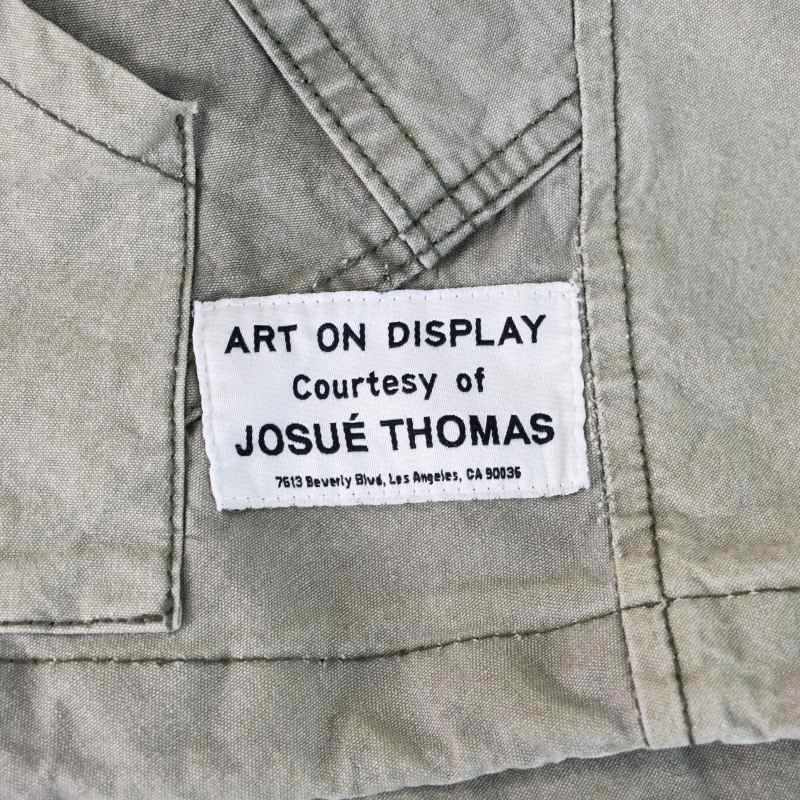 ART ON DISPLAY
Courtesy of
JOSUÉ THOMAS
7613 Beverly Blvd, Los Angeles, CA 90036